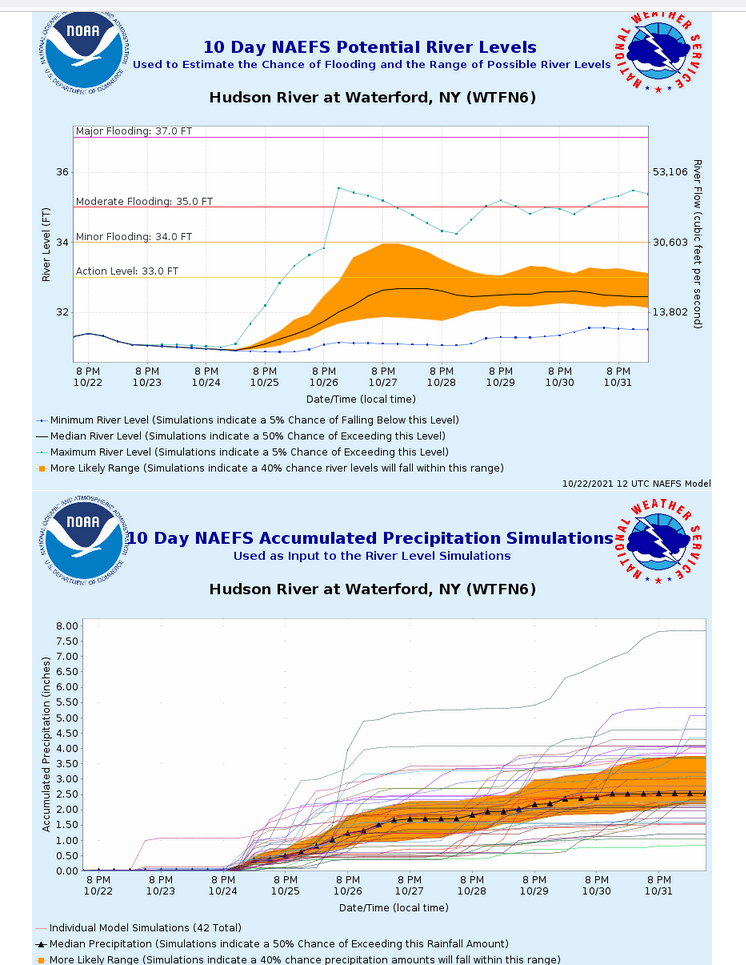 NOAA
NATIONAL OCEANIC AND ATMOSPHERIC ADMINISTRATION
U.S. DEPARTMENT OF COMMERCE
10 Day NAEFS Potential River Levels
Used to Estimate the Chance of Flooding and the Range of Possible River Levels
NATIONAL WEATHER SERVICE
Hudson River at Waterford, NY (WTFN6)
Major Flooding: 37.0 FT
36
53,106
Moderate Flooding: 35.0 FT
Minor Flooding: 34.0 FT
34
30,603
Action Level: 33.0 FT
32
13,802
River Level (FT)
River Flow (cubic feet per second)
8 PM 8 PM 8 PM 8 PM 8 PM 8 PM 8 PM 8 PM 8 PM 8 PM
10/22 10/23 10/24 10/25 10/26 10/27 10/28 10/29 10/30 10/31
Date/Time (local time)
Minimum River Level (Simulations indicate a 5% Chance of Falling Below this Level)
Median River Level (Simulations indicate a 50% Chance of Exceeding this Level)
Maximum River Level (Simulations indicate a 5% Chance of Exceeding this Level)
More Likely Range (Simulations indicate a 40% chance river levels will fall within this range)
10/22/2021 12 UTC NAEFS Model
NOAA
NATIONAL OCEANIC AND ATMOSPHERIC ADMINISTRATION
U.S. DEPARTMENT OF COMMERCE
10 Day NAEFS Accumulated Precipitation Simulations
Used as Input to the River Level Simulations
NATIONAL WEATHER SERVICE
Hudson River at Waterford, NY (WTFN6)
8.00
7.50
7.00
6.50
6.00
5.50
5.00
4.50
4.00
3.50
3.00
2.50
2.00
1.50
1.00
0.50
0.00
Accumulated Precipitation (inches)
8 PM 8 PM 8 PM 8 PM 8 PM 8 PM 8 PM 8 PM 8 PM 8 PM
10/22 10/23 10/24 10/25 10/26 10/27 10/28 10/29 10/30 10/31
Date/Time (local time)
Individual Model Simulations (42 Total)
Median Precipitation (Simulations indicate a 50% Chance of Exceeding this Rainfall Amount)
More Likely Range (Simulations indicate a 40% chance precipitation amounts will fall within this range)